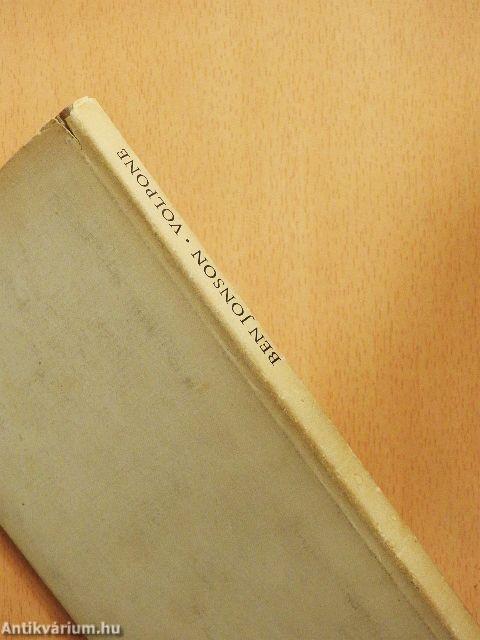 BEN JONSON · VOLPONE
Antikvárium.hu